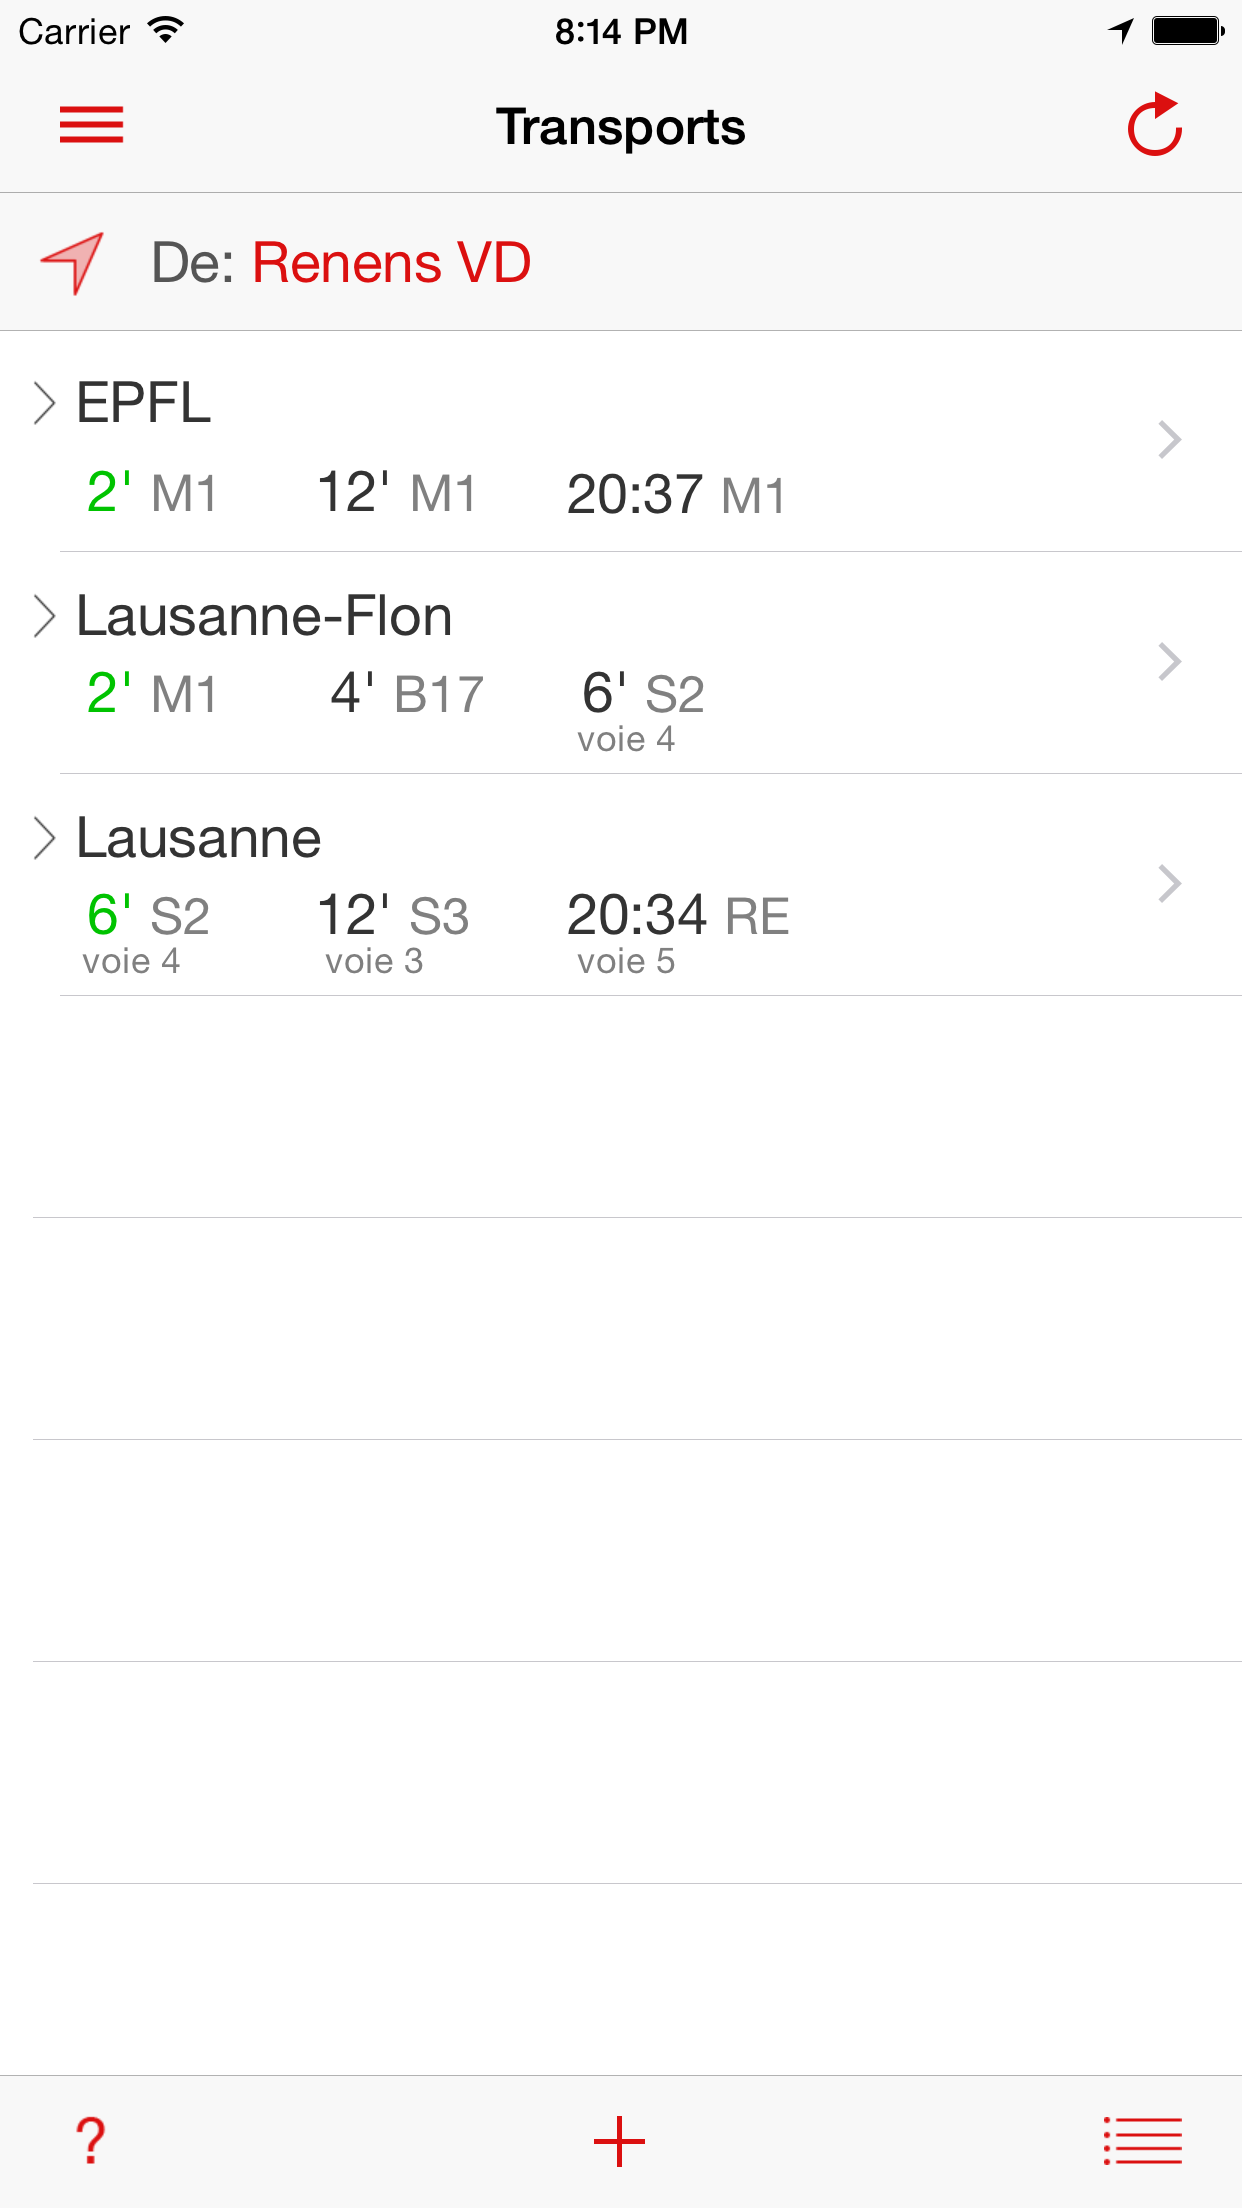 Carrier 8:14 PM
Transports
De: Renens VD
EPFL
2' M1 12' M1 20:37 M1
Lausanne-Flon
2' M1 4' B17 6' S2
voie 4
Lausanne
6' S2 12' S3 20:34 RE
voie 4 voie 3 voie 5
?